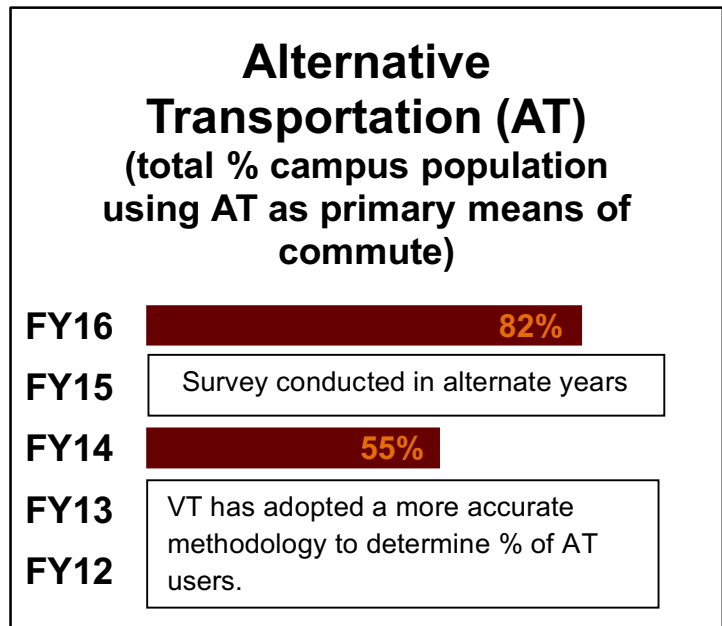 Alternative
Transportation (AT)
(total % campus population
using AT as primary means of
commute)
FY16 82%
FY15 Survey conducted in alternate years
FY14 55%
FY13 VT has adopted a more accurate
methodology to determine % of AT
FY12 users.